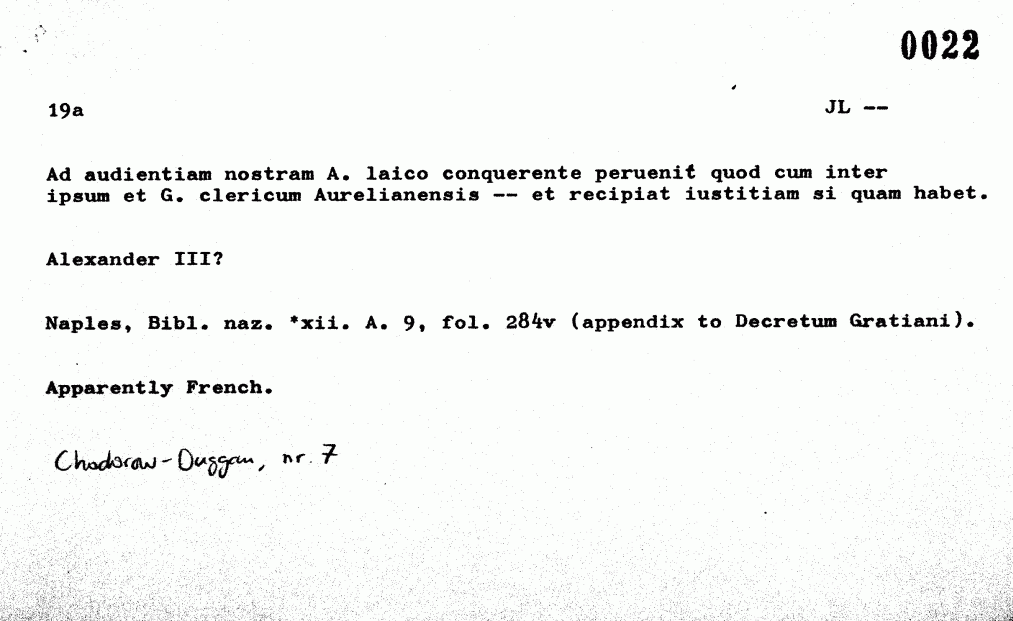 0022
19a JL --
Ad audientiam nostram A. laico conquerente peruenit quod cum inter
ipsum et G. clericum Aurelianensis -- et recipiat iustitiam si quam habet.
Alexander III?
Naples, Bibl. naz. *xii. A. 9, fol. 284v (appendix to Decretum Gratiani).
Apparently French.
Chodorow-Duggan, nr. 7